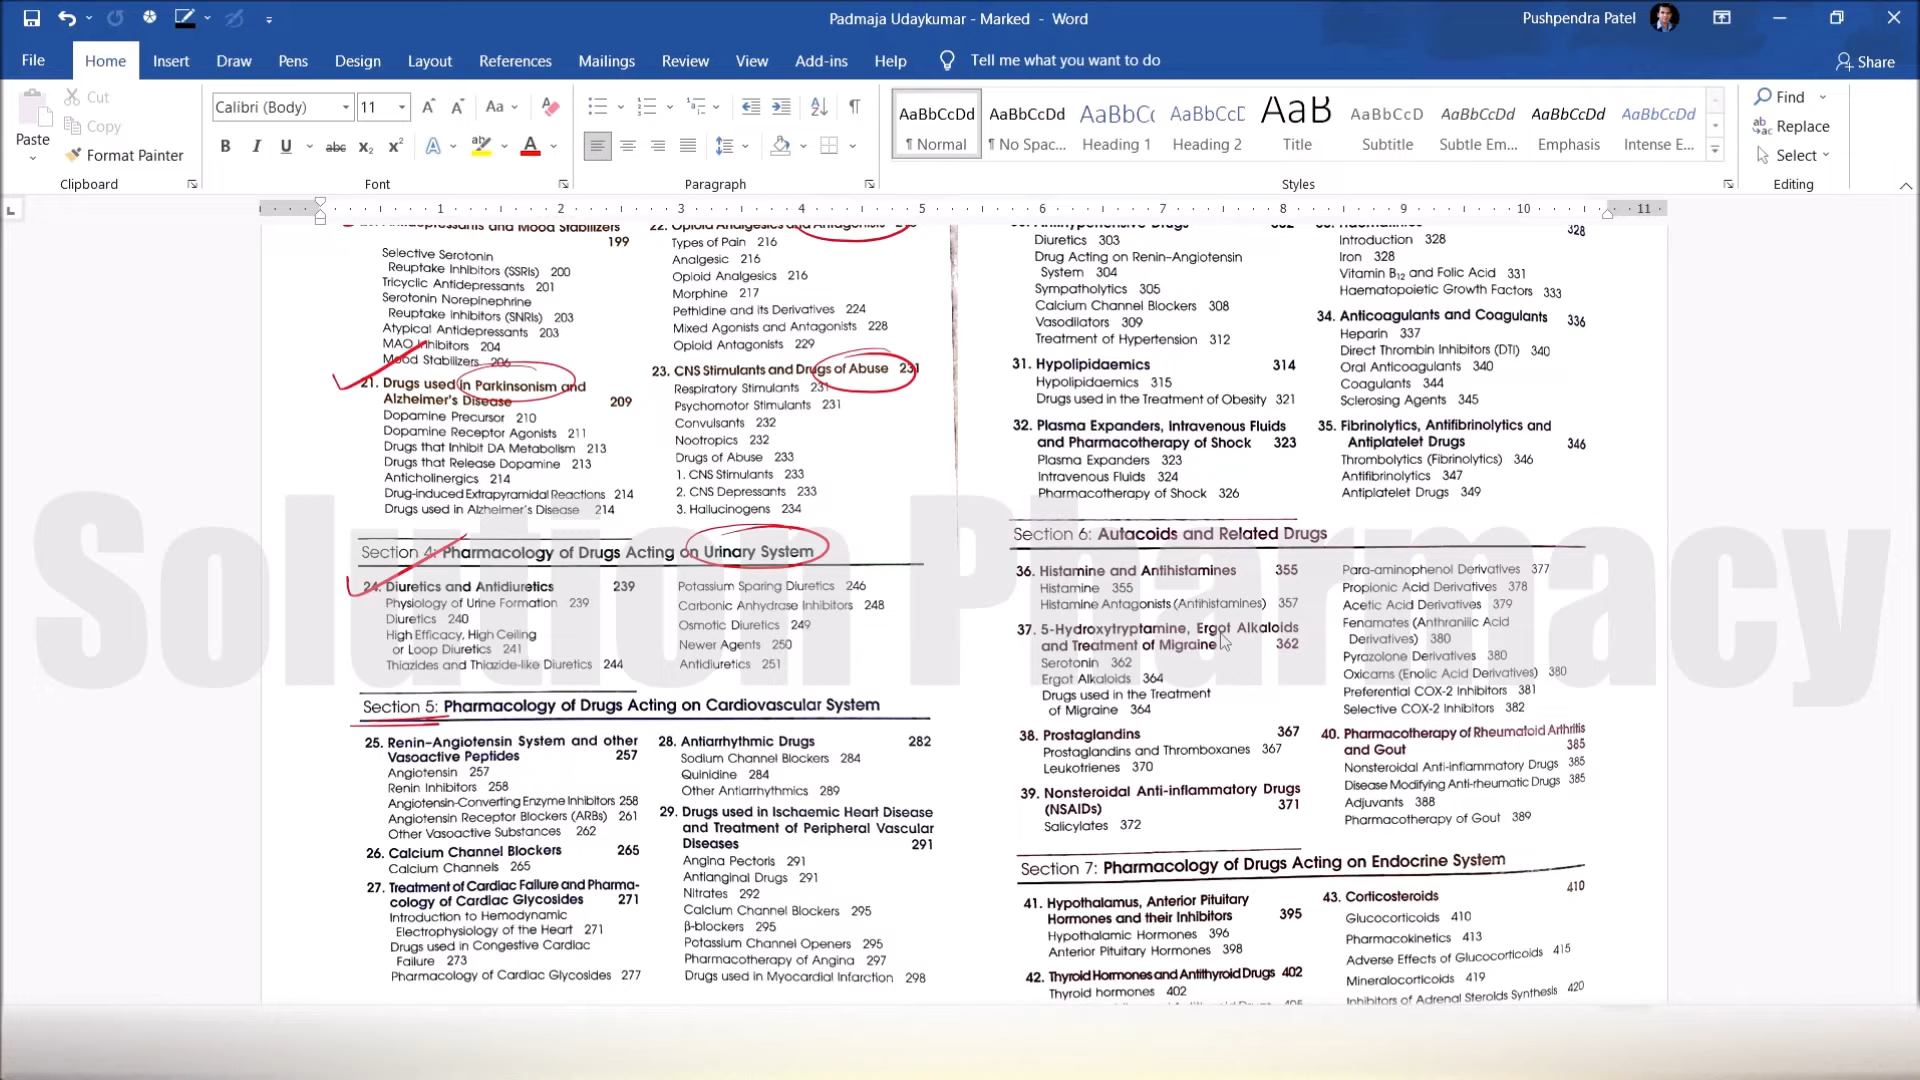 Padmaja Udaykumar - Marked - Word
Pushpendra Patel
File Home Insert Draw Pens Design Layout References Mailings Review View Add-ins Help Tell me what you want to do
Share
Paste
Cut
Copy
Format Painter
Clipboard
Calibri (Body) 11
Font
Paragraph
AaBbCcDd AaBbCcDd AaBbCc AaBbCcD AaB AaBbCcD AaBbCcDd AaBbCcDd AaBbCcDd
¶ Normal ¶ No Spac... Heading 1 Heading 2 Title Subtitle Subtle Em... Emphasis Intense E...
Styles
Find
Replace
Select
Editing
1 2 3 4 5 6 7 8 9 10 11
Antidepressants and Mood Stabilizers
199
Selective Serotonin
Reuptake Inhibitors (SSRIs) 200
Tricyclic Antidepressants 201
Serotonin Norepinephrine
Reuptake Inhibitors (SNRIs) 203
Atypical Antidepressants 203
MAO Inhibitors 204
Mood Stabilizers 206
21. Drugs used in Parkinsonism and
Alzheimer's Disease 209
Dopamine Precursor 210
Dopamine Receptor Agonists 211
Drugs that Inhibit DA Metabolism 213
Drugs that Release Dopamine 213
Anticholinergics 214
Drug-induced Extrapyramidal Reactions 214
Drugs used in Alzheimer's Disease 214
22. Opioid Analgesics and Antagonists
Types of Pain 216
Analgesic 216
Opioid Analgesics 216
Morphine 217
Pethidine and its Derivatives 224
Mixed Agonists and Antagonists 228
Opioid Antagonists 229
23. CNS Stimulants and Drugs of Abuse 231
Respiratory Stimulants 231
Psychomotor Stimulants 231
Convulsants 232
Nootropics 232
Drugs of Abuse 233
1. CNS Stimulants 233
2. CNS Depressants 233
3. Hallucinogens 234
Section 4: Pharmacology of Drugs Acting on Urinary System
24. Diuretics and Antidiuretics 239
Physiology of Urine Formation 239
Diuretics 240
High Efficacy, High Ceiling
or Loop Diuretics 241
Thiazides and Thiazide-like Diuretics 244
Potassium Sparing Diuretics 246
Carbonic Anhydrase Inhibitors 248
Osmotic Diuretics 249
Newer Agents 250
Antidiuretics 251
Section 5: Pharmacology of Drugs Acting on Cardiovascular System
25. Renin–Angiotensin System and other
Vasoactive Peptides 257
Angiotensin 257
Renin Inhibitors 258
Angiotensin-Converting Enzyme Inhibitors 258
Angiotensin Receptor Blockers (ARBs) 261
Other Vasoactive Substances 262
26. Calcium Channel Blockers 265
Calcium Channels 265
27. Treatment of Cardiac Failure and Pharma-
cology of Cardiac Glycosides 271
Introduction to Hemodynamic
Electrophysiology of the Heart 271
Drugs used in Congestive Cardiac
Failure 273
Pharmacology of Cardiac Glycosides 277
28. Antiarrhythmic Drugs 282
Sodium Channel Blockers 284
Quinidine 284
Other Antiarrhythmics 289
29. Drugs used in Ischaemic Heart Disease
and Treatment of Peripheral Vascular
Diseases 291
Angina Pectoris 291
Antianginal Drugs 291
Nitrates 292
Calcium Channel Blockers 295
β-blockers 295
Potassium Channel Openers 295
Pharmacotherapy of Angina 297
Drugs used in Myocardial Infarction 298
Antihypertensive Drugs
Diuretics 303
Drug Acting on Renin–Angiotensin
System 304
Sympatholytics 305
Calcium Channel Blockers 308
Vasodilators 309
Treatment of Hypertension 312
31. Hypolipidaemics 314
Hypolipidaemics 315
Drugs used in the Treatment of Obesity 321
32. Plasma Expanders, Intravenous Fluids
and Pharmacotherapy of Shock 323
Plasma Expanders 323
Intravenous Fluids 324
Pharmacotherapy of Shock 326
328
Introduction 328
Iron 328
Vitamin B12 and Folic Acid 331
Haematopoietic Growth Factors 333
34. Anticoagulants and Coagulants 336
Heparin 337
Direct Thrombin Inhibitors (DTI) 340
Oral Anticoagulants 340
Coagulants 344
Sclerosing Agents 345
35. Fibrinolytics, Antifibrinolytics and
Antiplatelet Drugs 346
Thrombolytics (Fibrinolytics) 346
Antifibrinolytics 347
Antiplatelet Drugs 349
Section 6: Autacoids and Related Drugs
36. Histamine and Antihistamines 355
Histamine 355
Histamine Antagonists (Antihistamines) 357
37. 5-Hydroxytryptamine, Ergot Alkaloids
and Treatment of Migraine 362
Serotonin 362
Ergot Alkaloids 364
Drugs used in the Treatment
of Migraine 364
38. Prostaglandins 367
Prostaglandins and Thromboxanes 367
Leukotrienes 370
39. Nonsteroidal Anti-inflammatory Drugs
(NSAIDs) 371
Salicylates 372
Para-aminophenol Derivatives 377
Propionic Acid Derivatives 378
Acetic Acid Derivatives 379
Fenamates (Anthranilic Acid
Derivatives) 380
Pyrazolone Derivatives 380
Oxicams (Enolic Acid Derivatives) 380
Preferential COX-2 Inhibitors 381
Selective COX-2 Inhibitors 382
40. Pharmacotherapy of Rheumatoid Arthritis
and Gout 385
Nonsteroidal Anti-inflammatory Drugs 385
Disease Modifying Anti-rheumatic Drugs 385
Adjuvants 388
Pharmacotherapy of Gout 389
Section 7: Pharmacology of Drugs Acting on Endocrine System
41. Hypothalamus, Anterior Pituitary
Hormones and their Inhibitors 395
Hypothalamic Hormones 396
Anterior Pituitary Hormones 398
42. Thyroid Hormones and Antithyroid Drugs 402
Thyroid hormones 402
43. Corticosteroids 410
Glucocorticoids 410
Pharmacokinetics 413
Adverse Effects of Glucocorticoids 415
Mineralocorticoids 419
Inhibitors of Adrenal Steroids Synthesis 420
Solution Pharmacy